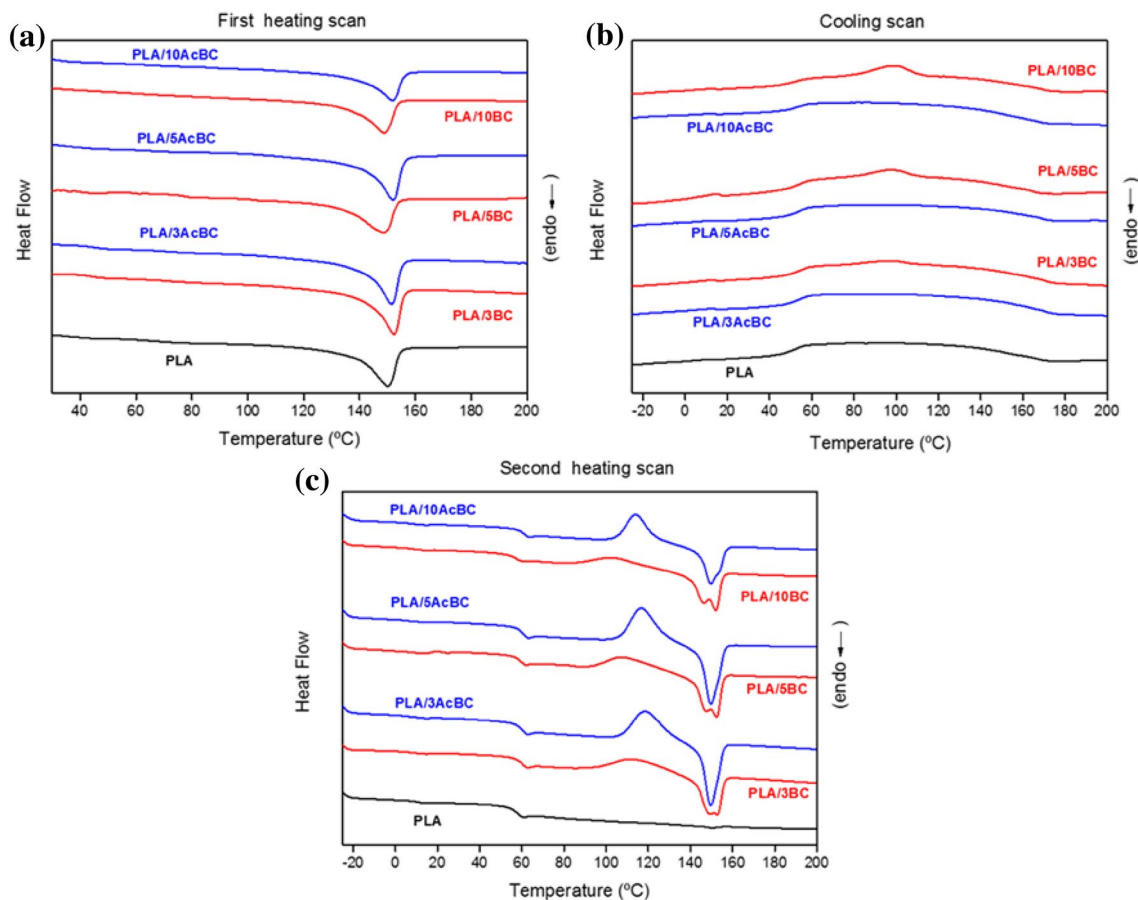 First heating scan
(a)
PLA/10AcBC
PLA/10BC
PLA/5AcBC
PLA/5BC
PLA/3AcBC
PLA/3BC
PLA
Heat Flow
(endo →)
40 60 80 100 120 140 160 180 200
Temperature (ºC)
Cooling scan
(b)
PLA/10BC
PLA/10AcBC
PLA/5BC
PLA/5AcBC
PLA/3BC
PLA/3AcBC
PLA
Heat Flow
(endo →)
-20 0 20 40 60 80 100 120 140 160 180 200
Temperature (ºC)
Second heating scan
(c)
PLA/10AcBC
PLA/10BC
PLA/5AcBC
PLA/5BC
PLA/3AcBC
PLA/3BC
PLA
Heat Flow
(endo →)
-20 0 20 40 60 80 100 120 140 160 180 200
Temperature (ºC)